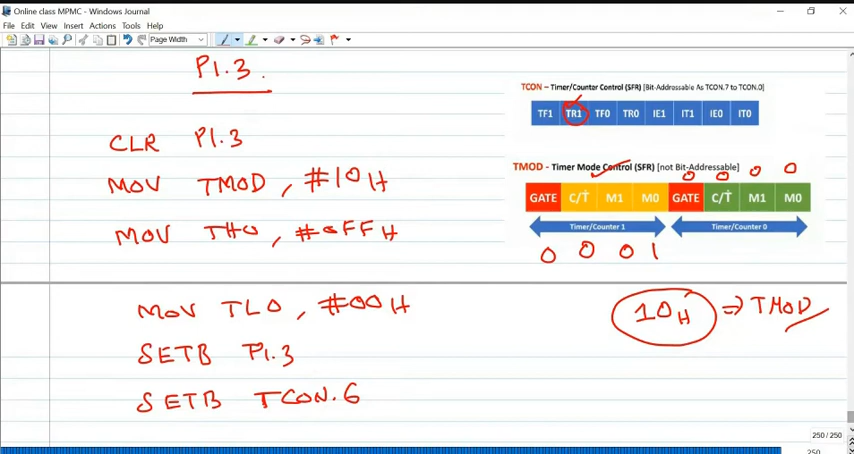 Online class MPMC - Windows Journal
File Edit View Insert Actions Tools Help
Page Width
P1.3.
CLR P1.3
MOV TMOD, #10H
MOV TH0, #0FFH
MOV TL0, #00H
SETB P1.3
SETB TCON.6
TCON – Timer/Counter Control (SFR) [Bit-Addressable As TCON.7 to TCON.0]
TF1 TR1 TF0 TR0 IE1 IT1 IE0 IT0
TMOD – Timer Mode Control (SFR) [not Bit-Addressable]
0 0 0 0
GATE C/T M1 M0 GATE C/T M1 M0
Timer/Counter 1 Timer/Counter 0
0 0 0 1
10H ⇒ TMOD
250 / 250
250